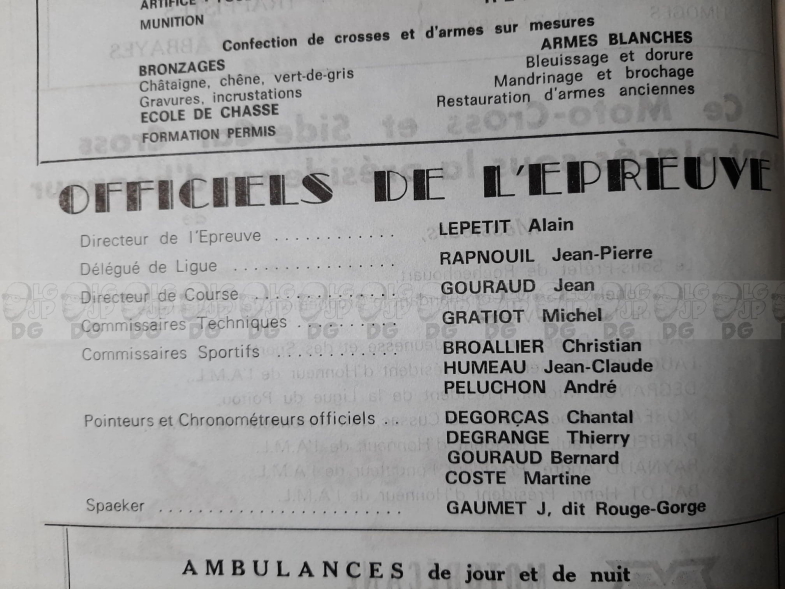 MUNITION
Confection de crosses et d'armes sur mesures
BRONZAGES
Châtaigne, chêne, vert-de-gris
Gravures, incrustations
ECOLE DE CHASSE
FORMATION PERMIS
ARMES BLANCHES
Bleuissage et dorure
Mandrinage et brochage
Restauration d'armes anciennes
OFFICIELS DE L'EPREUVE
Directeur de l'Epreuve ............ LEPETIT Alain
Délégué de Ligue ................ RAPNOUIL Jean-Pierre
Directeur de Course .............. GOURAUD Jean
Commissaires Techniques .......... GRATIOT Michel
Commissaires Sportifs ............ BROALLIER Christian
HUMEAU Jean-Claude
PELUCHON André
Pointeurs et Chronométreurs officiels .. DEGORÇAS Chantal
DEGRANGE Thierry
GOURAUD Bernard
COSTE Martine
Spaeker ........................ GAUMET J, dit Rouge-Gorge
AMBULANCES de jour et de nuit